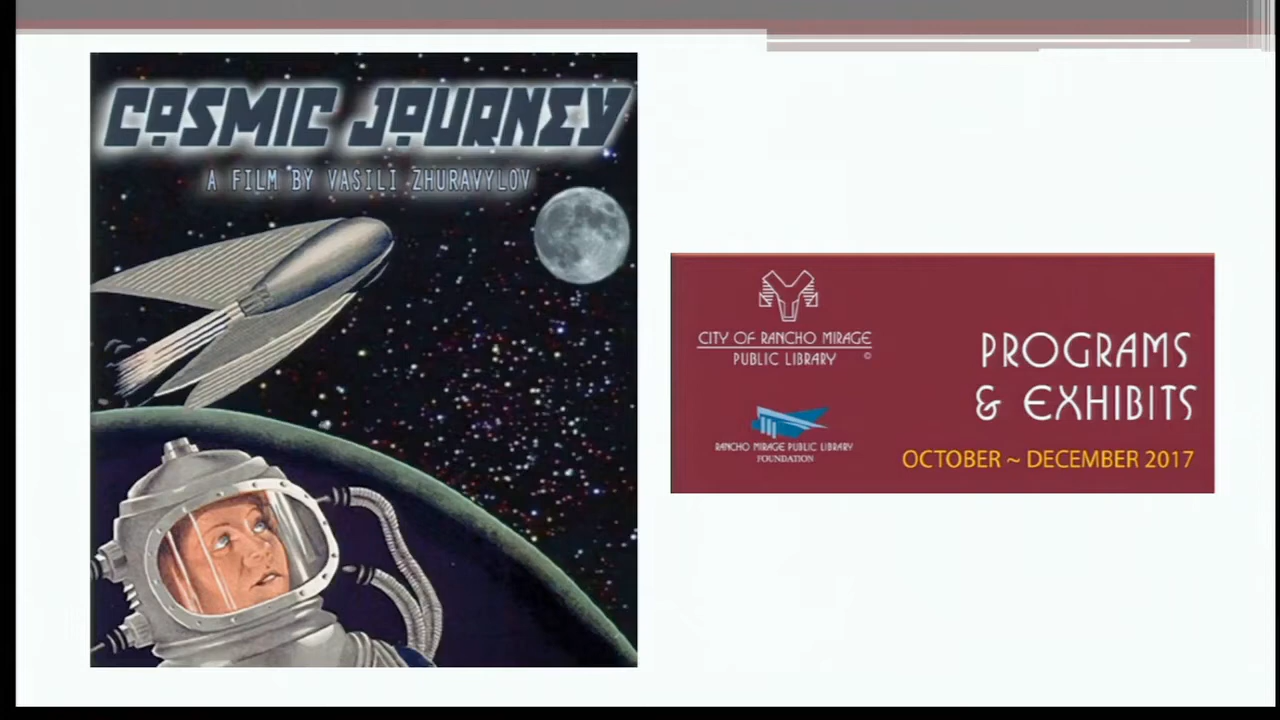 COSMIC JOURNEY
A FILM BY VASILI ZHURAVYLOV
CITY OF RANCHO MIRAGE
PUBLIC LIBRARY ©
RANCHO MIRAGE PUBLIC LIBRARY
FOUNDATION
PROGRAMS
& EXHIBITS
OCTOBER ~ DECEMBER 2017